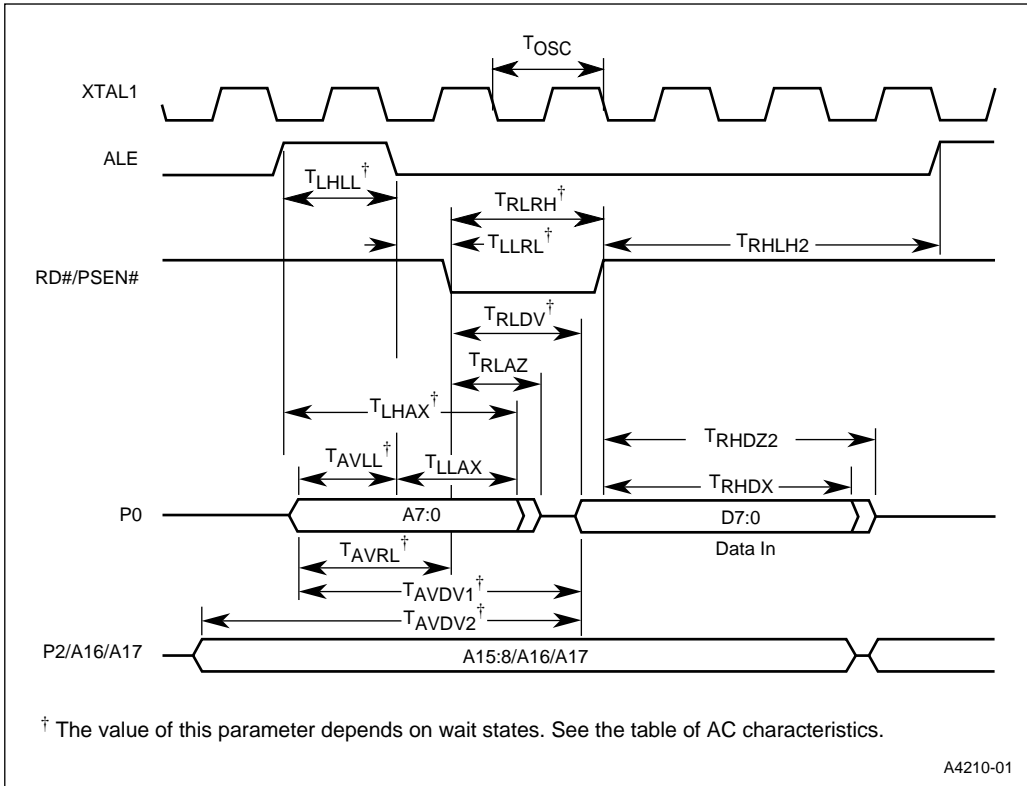 TOSC
XTAL1
ALE
TLHLL†
TRLRH†
TLLRL†
TRHLH2
RD#/PSEN#
TRLDV†
TRLAZ
TLHAX†
TRHDZ2
TAVLL†
TLLAX
TRHDX
P0
A7:0
D7:0
Data In
TAVRL†
TAVDV1†
TAVDV2†
P2/A16/A17
A15:8/A16/A17
† The value of this parameter depends on wait states. See the table of AC characteristics.
A4210-01